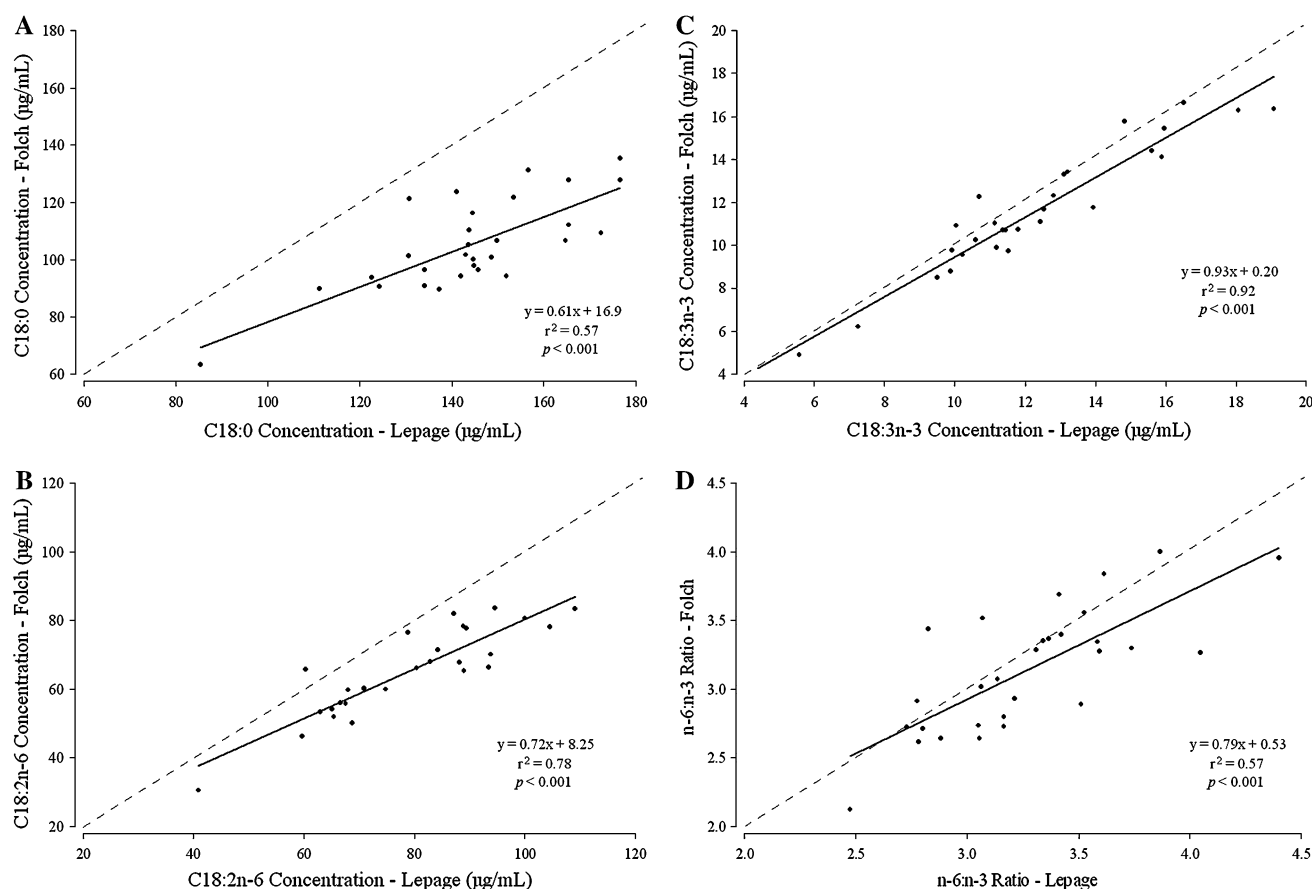 A
180
160
140
120
100
80
60
C18:0 Concentration - Folch (µg/mL)
y = 0.61x + 16.9
r² = 0.57
p < 0.001
60 80 100 120 140 160 180
C18:0 Concentration - Lepage (µg/mL)
C
20
18
16
14
12
10
8
6
4
C18:3n-3 Concentration - Folch (µg/mL)
y = 0.93x + 0.20
r² = 0.92
p < 0.001
4 6 8 10 12 14 16 18 20
C18:3n-3 Concentration - Lepage (µg/mL)
B
120
100
80
60
40
20
C18:2n-6 Concentration - Folch (µg/mL)
y = 0.72x + 8.25
r² = 0.78
p < 0.001
20 40 60 80 100 120
C18:2n-6 Concentration - Lepage (µg/mL)
D
4.5
4.0
3.5
3.0
2.5
2.0
n-6:n-3 Ratio - Folch
y = 0.79x + 0.53
r² = 0.57
p < 0.001
2.0 2.5 3.0 3.5 4.0 4.5
n-6:n-3 Ratio - Lepage